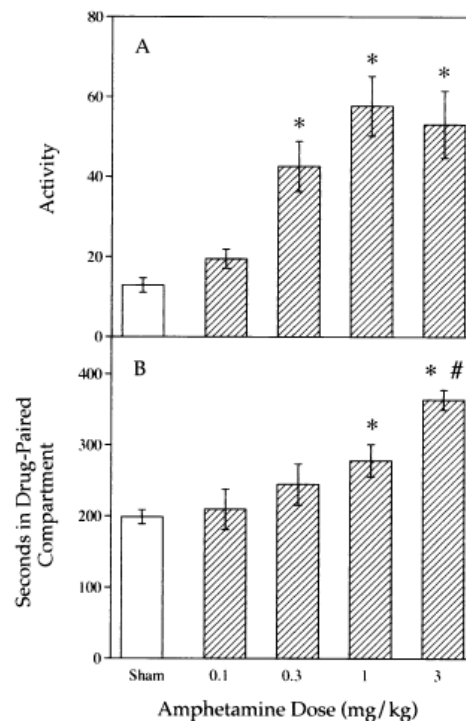 80
A
*
*
*
60
Activity
40
20
0
B
* #
400
*
300
Seconds in Drug-Paired
Compartment
200
100
0
Sham 0.1 0.3 1 3
Amphetamine Dose (mg/kg)